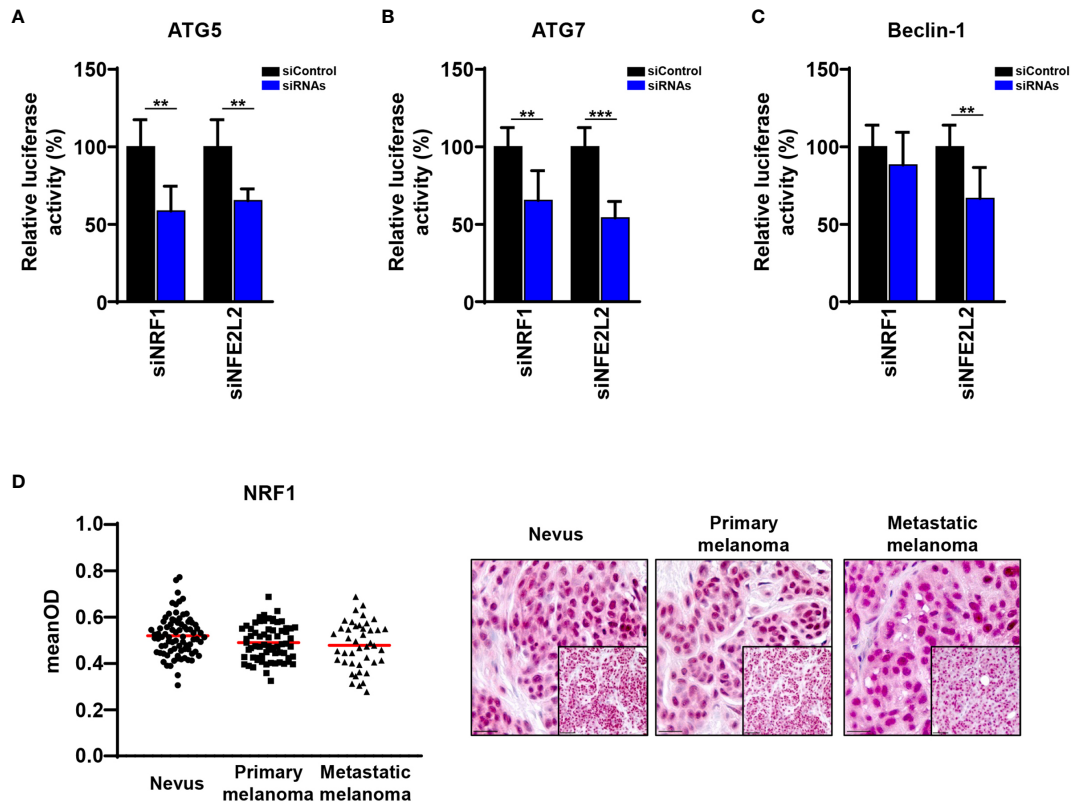 A
ATG5
Relative luciferase
activity (%)
150
100
50
0
siControl
siRNAs
**
**
siNRF1
siNFE2L2
B
ATG7
Relative luciferase
activity (%)
150
100
50
0
siControl
siRNAs
**
***
siNRF1
siNFE2L2
C
Beclin-1
Relative luciferase
activity (%)
150
100
50
0
siControl
siRNAs
**
siNRF1
siNFE2L2
D
NRF1
meanOD
1.0
0.8
0.6
0.4
0.2
0.0
Nevus
Primary
melanoma
Metastatic
melanoma
Nevus
Primary
melanoma
Metastatic
melanoma